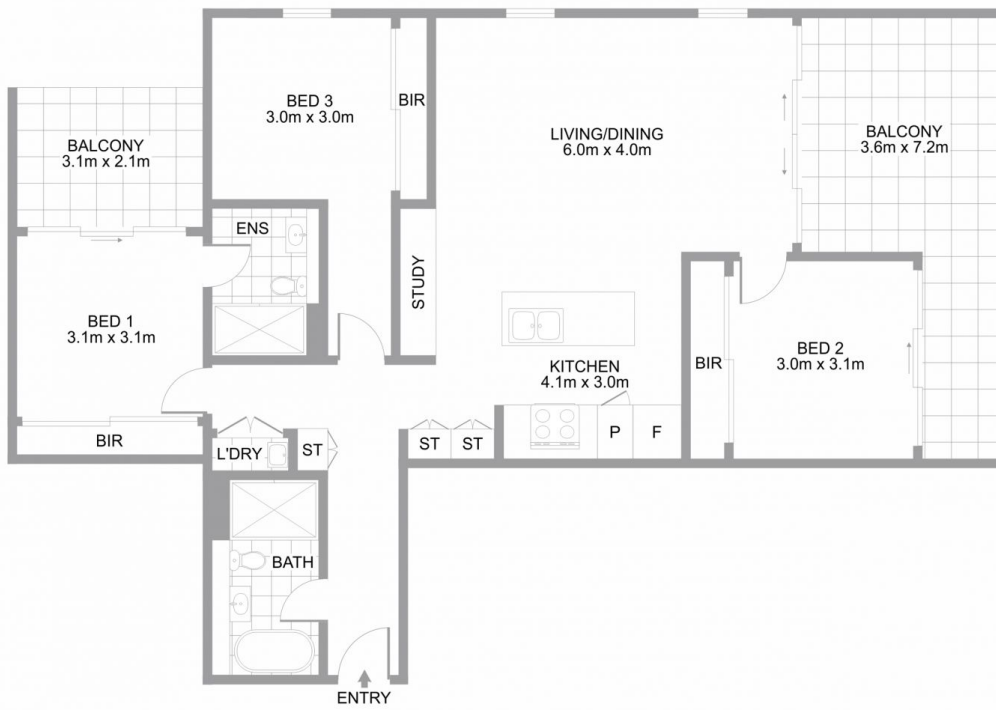 BED 3
3.0m x 3.0m
BIR
BALCONY
3.1m x 2.1m
LIVING/DINING
6.0m x 4.0m
BALCONY
3.6m x 7.2m
ENS
STUDY
BED 1
3.1m x 3.1m
BIR
KITCHEN
4.1m x 3.0m
BIR
BED 2
3.0m x 3.1m
L'DRY
ST
ST
ST
P
F
BATH
ENTRY